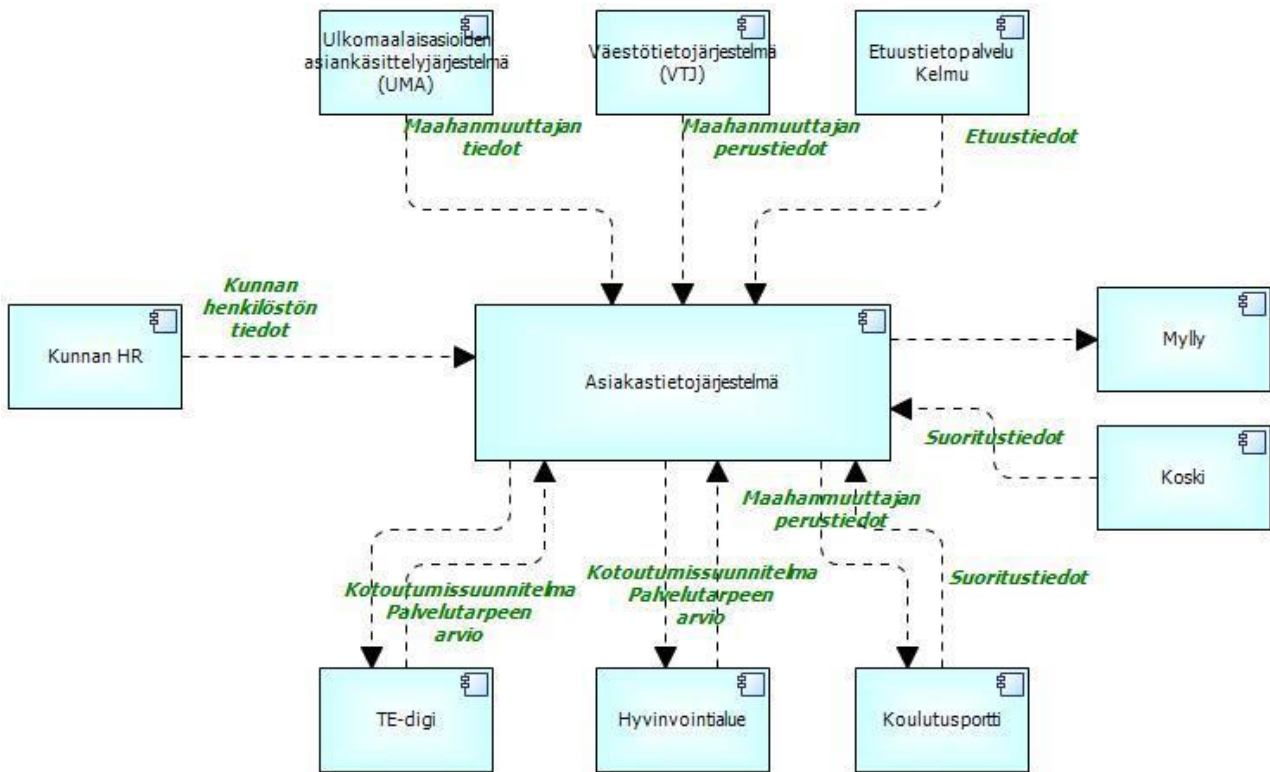 Ulkomaalaisasioiden
asiankäsittelyjärjestelmä
(UMA)
Väestötietojärjestelmä
(VTJ)
Etuustietopalvelu
Kelmu
Maahanmuuttajan
tiedot
Maahanmuuttajan
perustiedot
Etuustiedot
Kunnan
henkilöstön
tiedot
Kunnan HR
Asiakastietojärjestelmä
Mylly
Suoritustiedot
Koski
Maahanmuuttajan
perustiedot
Kotoutumissuunnitelma
Palvelutarpeen
arvio
Kotoutumissuunnitelma
Palvelutarpeen
arvio
Suoritustiedot
TE-digi
Hyvinvointialue
Koulutusportti